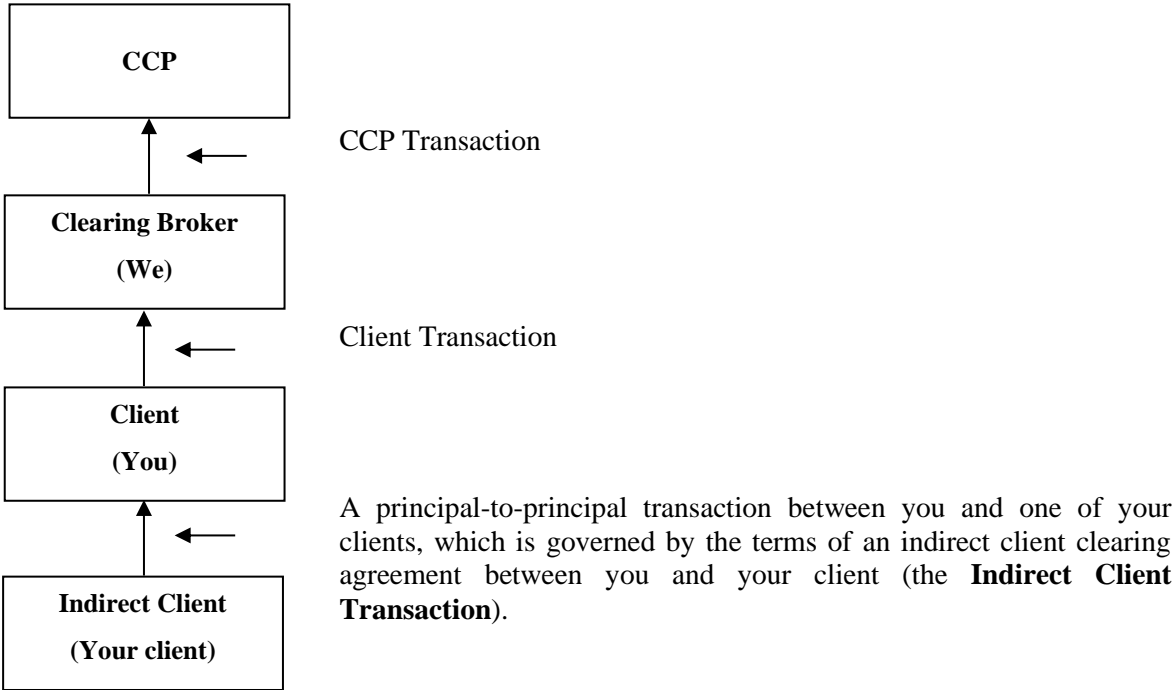 CCP
CCP Transaction
Clearing Broker
(We)
Client Transaction
Client
(You)
A principal-to-principal transaction between you and one of your
clients, which is governed by the terms of an indirect client clearing
agreement between you and your client (the Indirect Client
Transaction).
Indirect Client
(Your client)